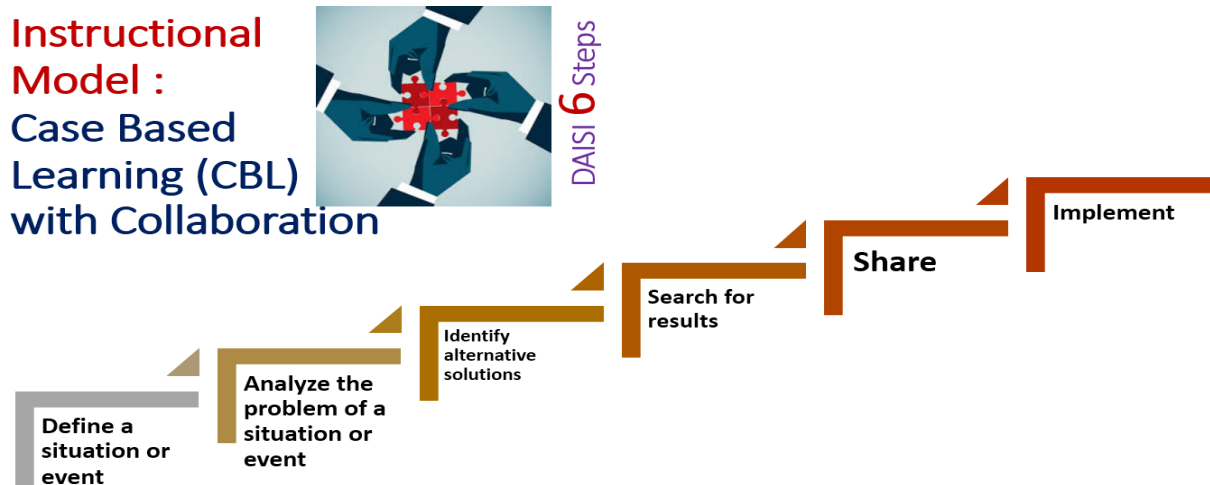 Instructional
Model :
Case Based
Learning (CBL)
with Collaboration
DAISI 6 Steps
Define a
situation or
event
Analyze the
problem of a
situation or
event
Identify
alternative
solutions
Search for
results
Share
Implement